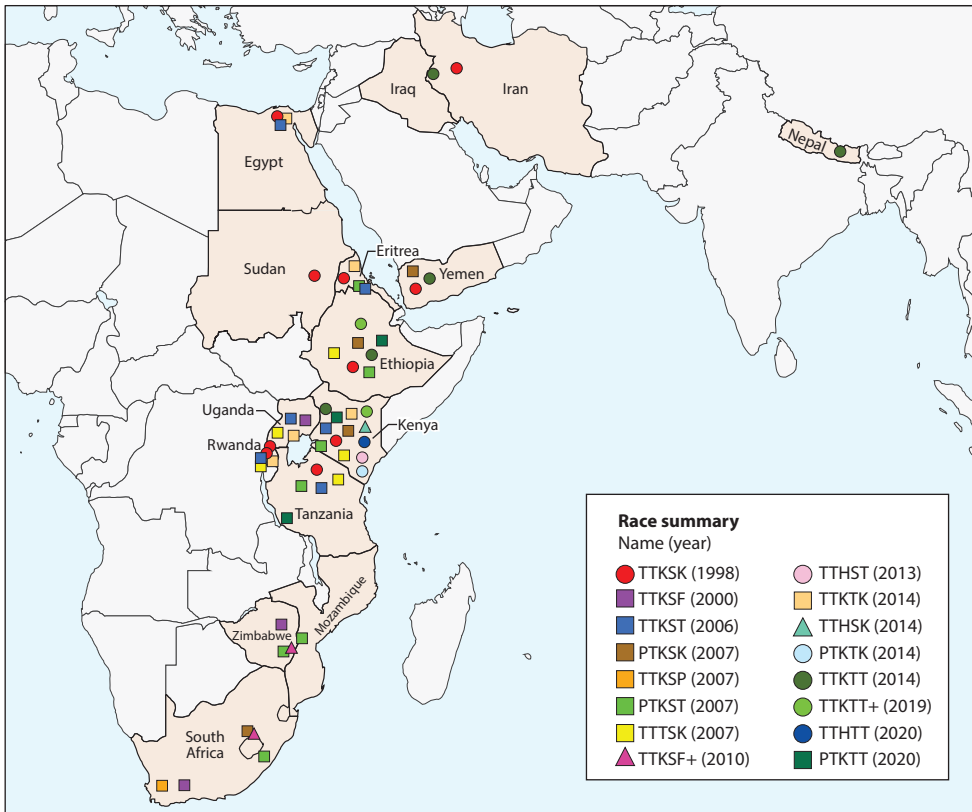 Iraq
Iran
Nepal
Egypt
Eritrea
Sudan
Yemen
Ethiopia
Uganda
Kenya
Rwanda
Tanzania
Mozambique
Zimbabwe
South
Africa
Race summary
Name (year)
TTKSK (1998)
TTKSF (2000)
TTKST (2006)
PTKSK (2007)
TTKSP (2007)
PTKST (2007)
TTTSK (2007)
TTKSF+ (2010)
TTHST (2013)
TTKTK (2014)
TTHSK (2014)
PTKTK (2014)
TTKTT (2014)
TTKTT+ (2019)
TTHTT (2020)
PTKTT (2020)